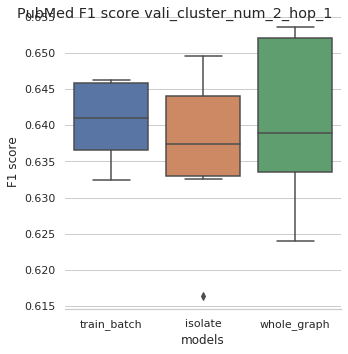 PubMed F1 score vali_cluster_num_2_hop_1
0.655
0.650
0.645
0.640
0.635
0.630
0.625
0.620
0.615
F1 score
train_batch isolate whole_graph
models